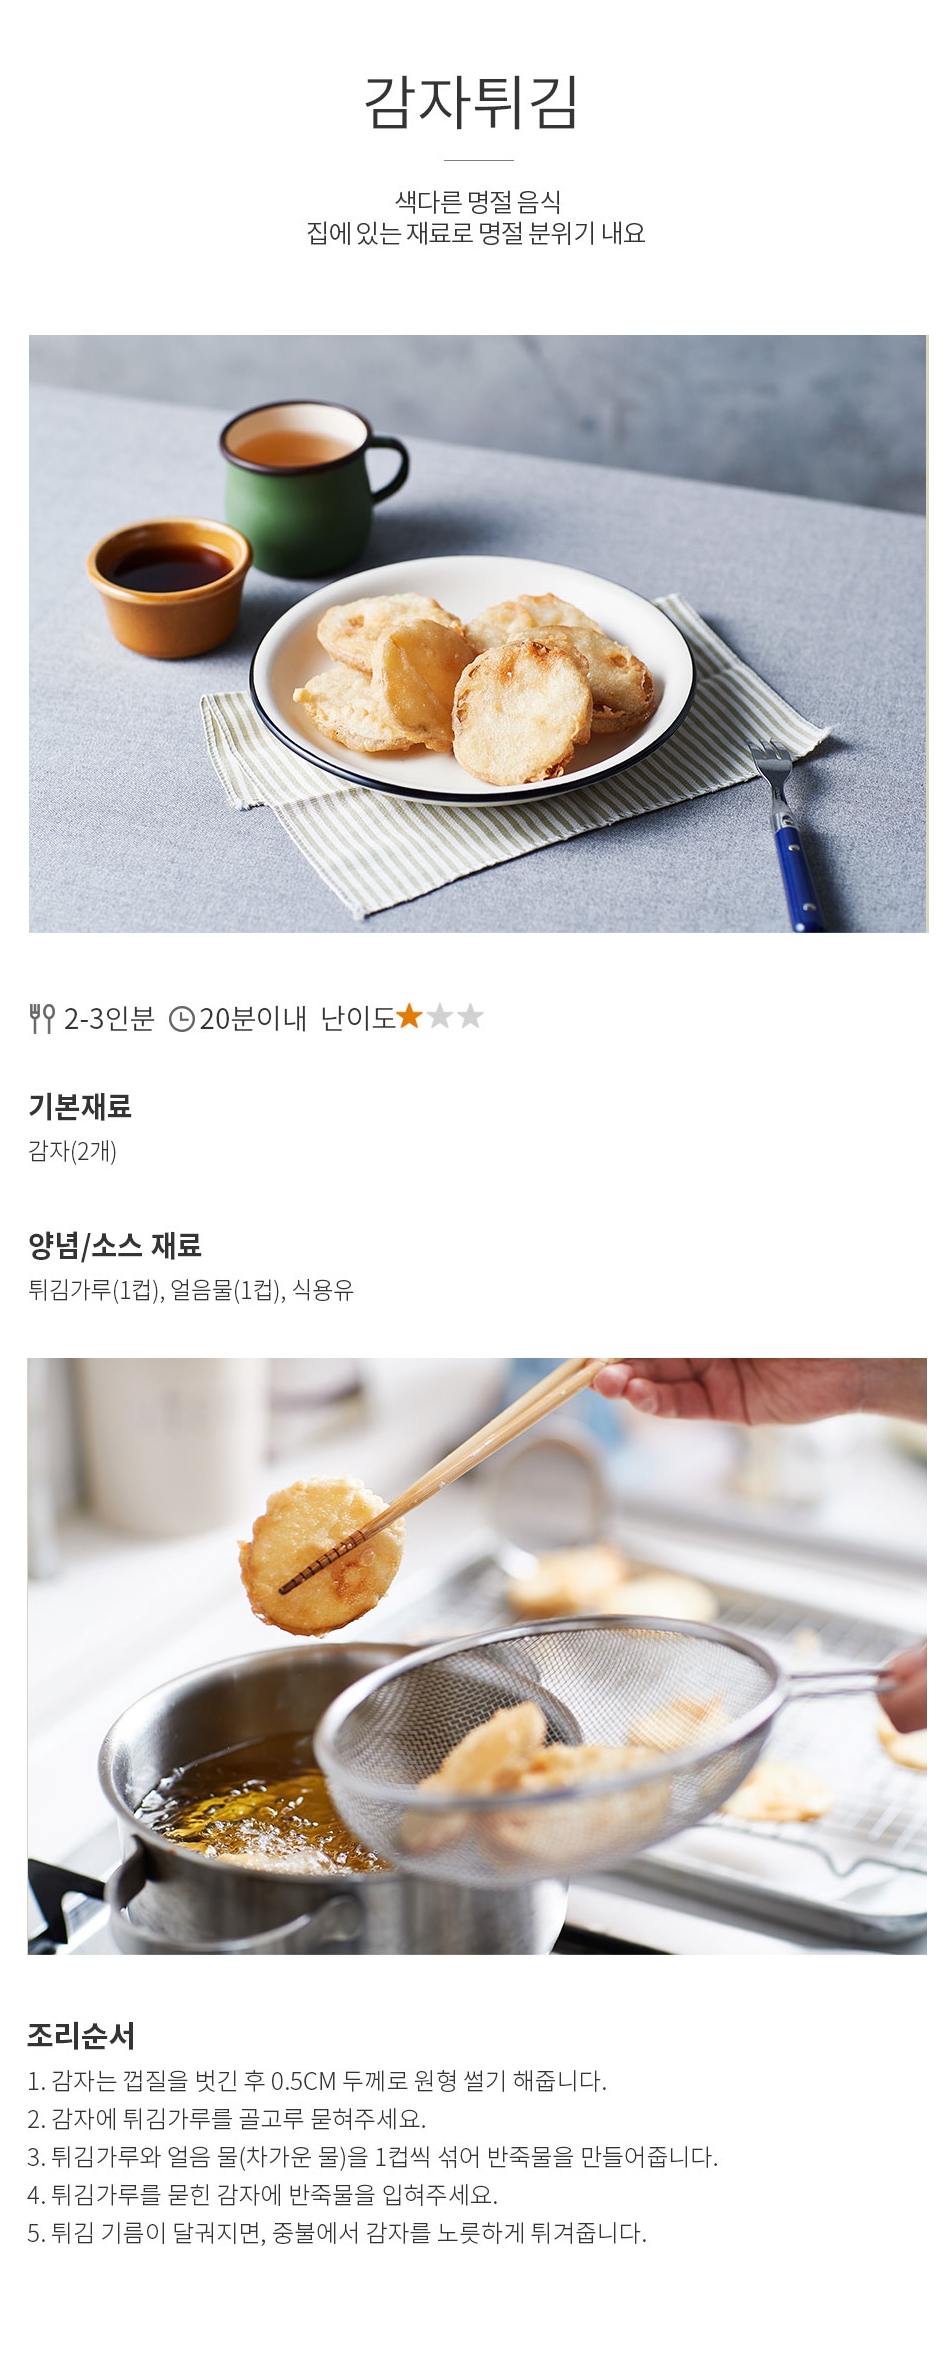 감자튀김
색다른 명절 음식
집에 있는 재료로 명절 분위기 내요
2-3인분 20분이내 난이도
기본재료
감자(2개)
양념/소스 재료
튀김가루(1컵), 얼음물(1컵), 식용유
조리순서
1. 감자는 껍질을 벗긴 후 0.5CM 두께로 원형 썰기 해줍니다.
2. 감자에 튀김가루를 골고루 묻혀주세요.
3. 튀김가루와 얼음 물(차가운 물)을 1컵씩 섞어 반죽물을 만들어줍니다.
4. 튀김가루를 묻힌 감자에 반죽물을 입혀주세요.
5. 튀김 기름이 달궈지면, 중불에서 감자를 노릇하게 튀겨줍니다.